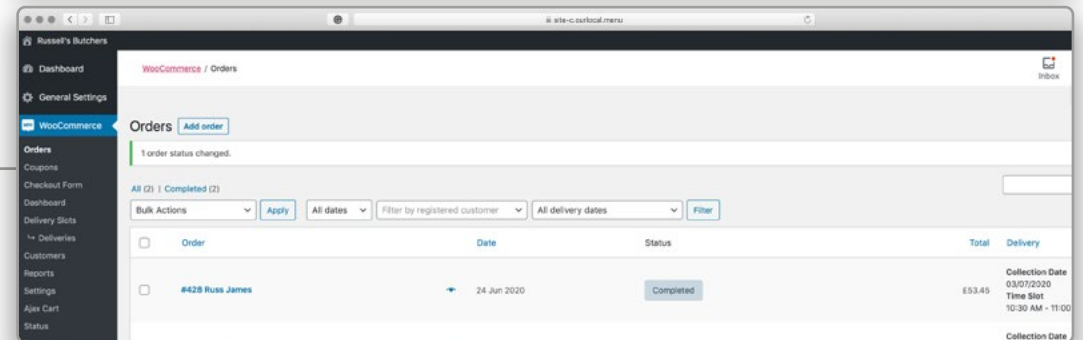 site-c.ourlocal.menu
Russell's Butchers
Dashboard
General Settings
WooCommerce
Orders
Coupons
Checkout Form
Dashboard
Delivery Slots
↳ Deliveries
Customers
Reports
Settings
Ajax Cart
Status
WooCommerce / Orders
Inbox
Orders Add order
1 order status changed.
All (2) | Completed (2)
Bulk Actions Apply All dates Filter by registered customer All delivery dates Filter
Order Date Status Total Delivery
#428 Russ James 24 Jun 2020 Completed £53.45
Collection Date
03/07/2020
Time Slot
10:30 AM - 11:00
Collection Date